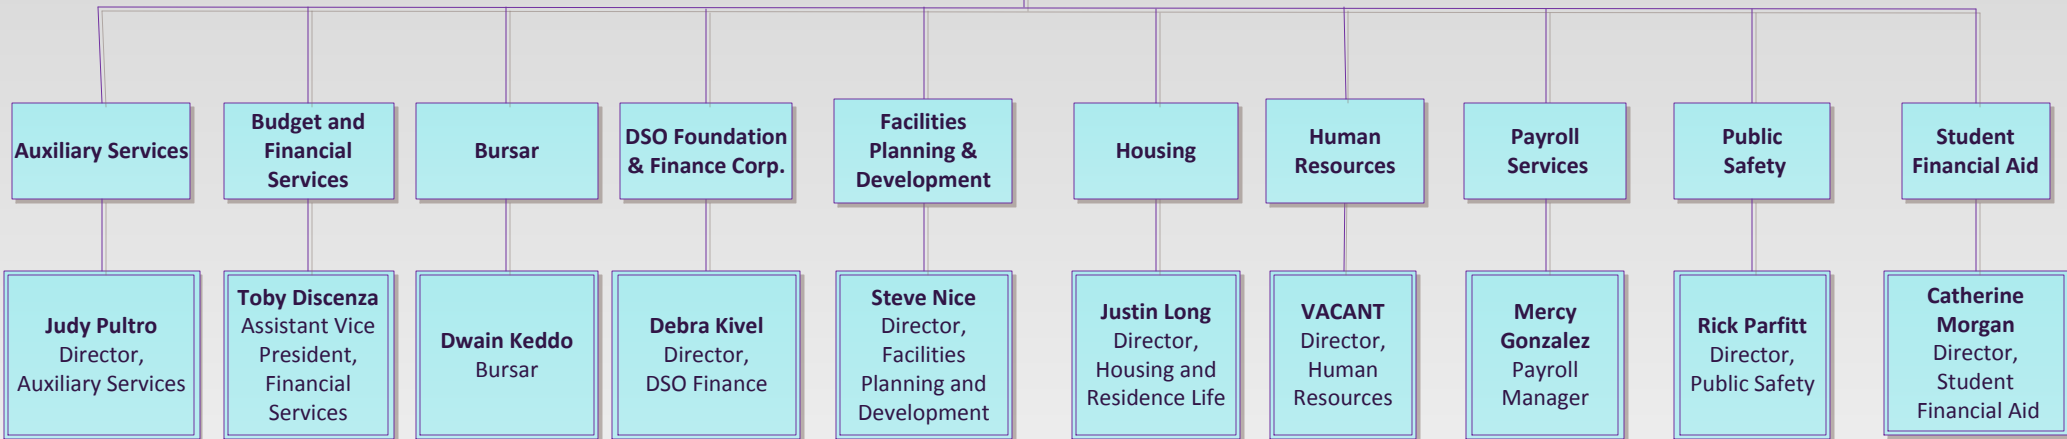 Auxiliary Services
Budget and
Financial
Services
Bursar
DSO Foundation
& Finance Corp.
Facilities
Planning &
Development
Housing
Human
Resources
Payroll
Services
Public
Safety
Student
Financial Aid
Judy Pultro
Director,
Auxiliary Services
Toby Discenza
Assistant Vice
President,
Financial
Services
Dwain Keddo
Bursar
Debra Kivel
Director,
DSO Finance
Steve Nice
Director,
Facilities
Planning and
Development
Justin Long
Director,
Housing and
Residence Life
VACANT
Director,
Human
Resources
Mercy
Gonzalez
Payroll
Manager
Rick Parfitt
Director,
Public Safety
Catherine
Morgan
Director,
Student
Financial Aid